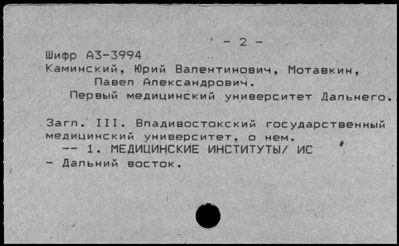 - 2 -
Шифр А3-3994
Каминский, Юрий Валентинович, Мотавкин,
Павел Александрович.
Первый медицинский университет Дальнего.
Загл. III. Владивостокский государственный
медицинский университет, о нем.
-- 1. МЕДИЦИНСКИЕ ИНСТИТУТЫ/ ИС
- Дальний восток.